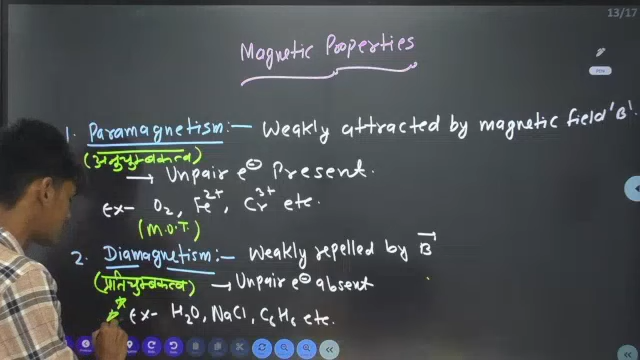 13/17
Magnetic Properties
1. Paramagnetism:— Weakly attracted by magnetic field 'B'.
(अनुचुम्बकत्व)
→ Unpair e⊖ Present.
Ex- O₂, Fe²⁺, Cr³⁺ etc.
(M.O.T.)
2. Diamagnetism:— Weakly repelled by B⃗
(प्रतिचुम्बकत्व) → Unpair e⊖ absent
Ex- H₂O, NaCl, C₆H₆ etc.